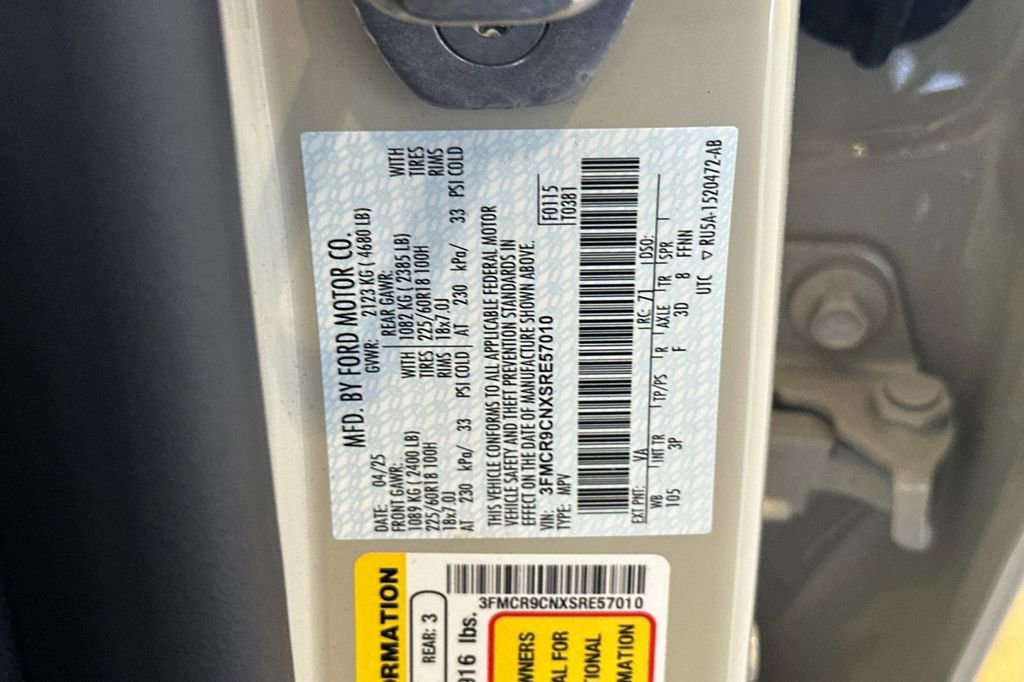 MFD. BY FORD MOTOR CO.
DATE: 04/25 GVWR: 2123 KG ( 4680 LB)
FRONT GAWR: REAR GAWR:
1089 KG ( 2400 LB) WITH 1082 KG ( 2385 LB) WITH
225/60R18 100H TIRES 225/60R18 100H TIRES
18x7.0J RIMS 18x7.0J RIMS
AT 230 kPa/ 33 PSI COLD AT 230 kPa/ 33 PSI COLD
THIS VEHICLE CONFORMS TO ALL APPLICABLE FEDERAL MOTOR
VEHICLE SAFETY AND THEFT PREVENTION STANDARDS IN
EFFECT ON THE DATE OF MANUFACTURE SHOWN ABOVE.
VIN: 3FMCR9CNXSRE57010 F0115
TYPE: MPV T0381
EXT PNT: YA RC: 71 DSO:
WB INT TR TP/PS R AXLE TR SPR
105 3P F 3D 8 FNN
UTC ▽ RU5A-1520472-AB
ORMATION
REAR: 3
916 lbs.
3FMCR9CNXSRE57010
WNERS
AL FOR
TIONAL
MATION